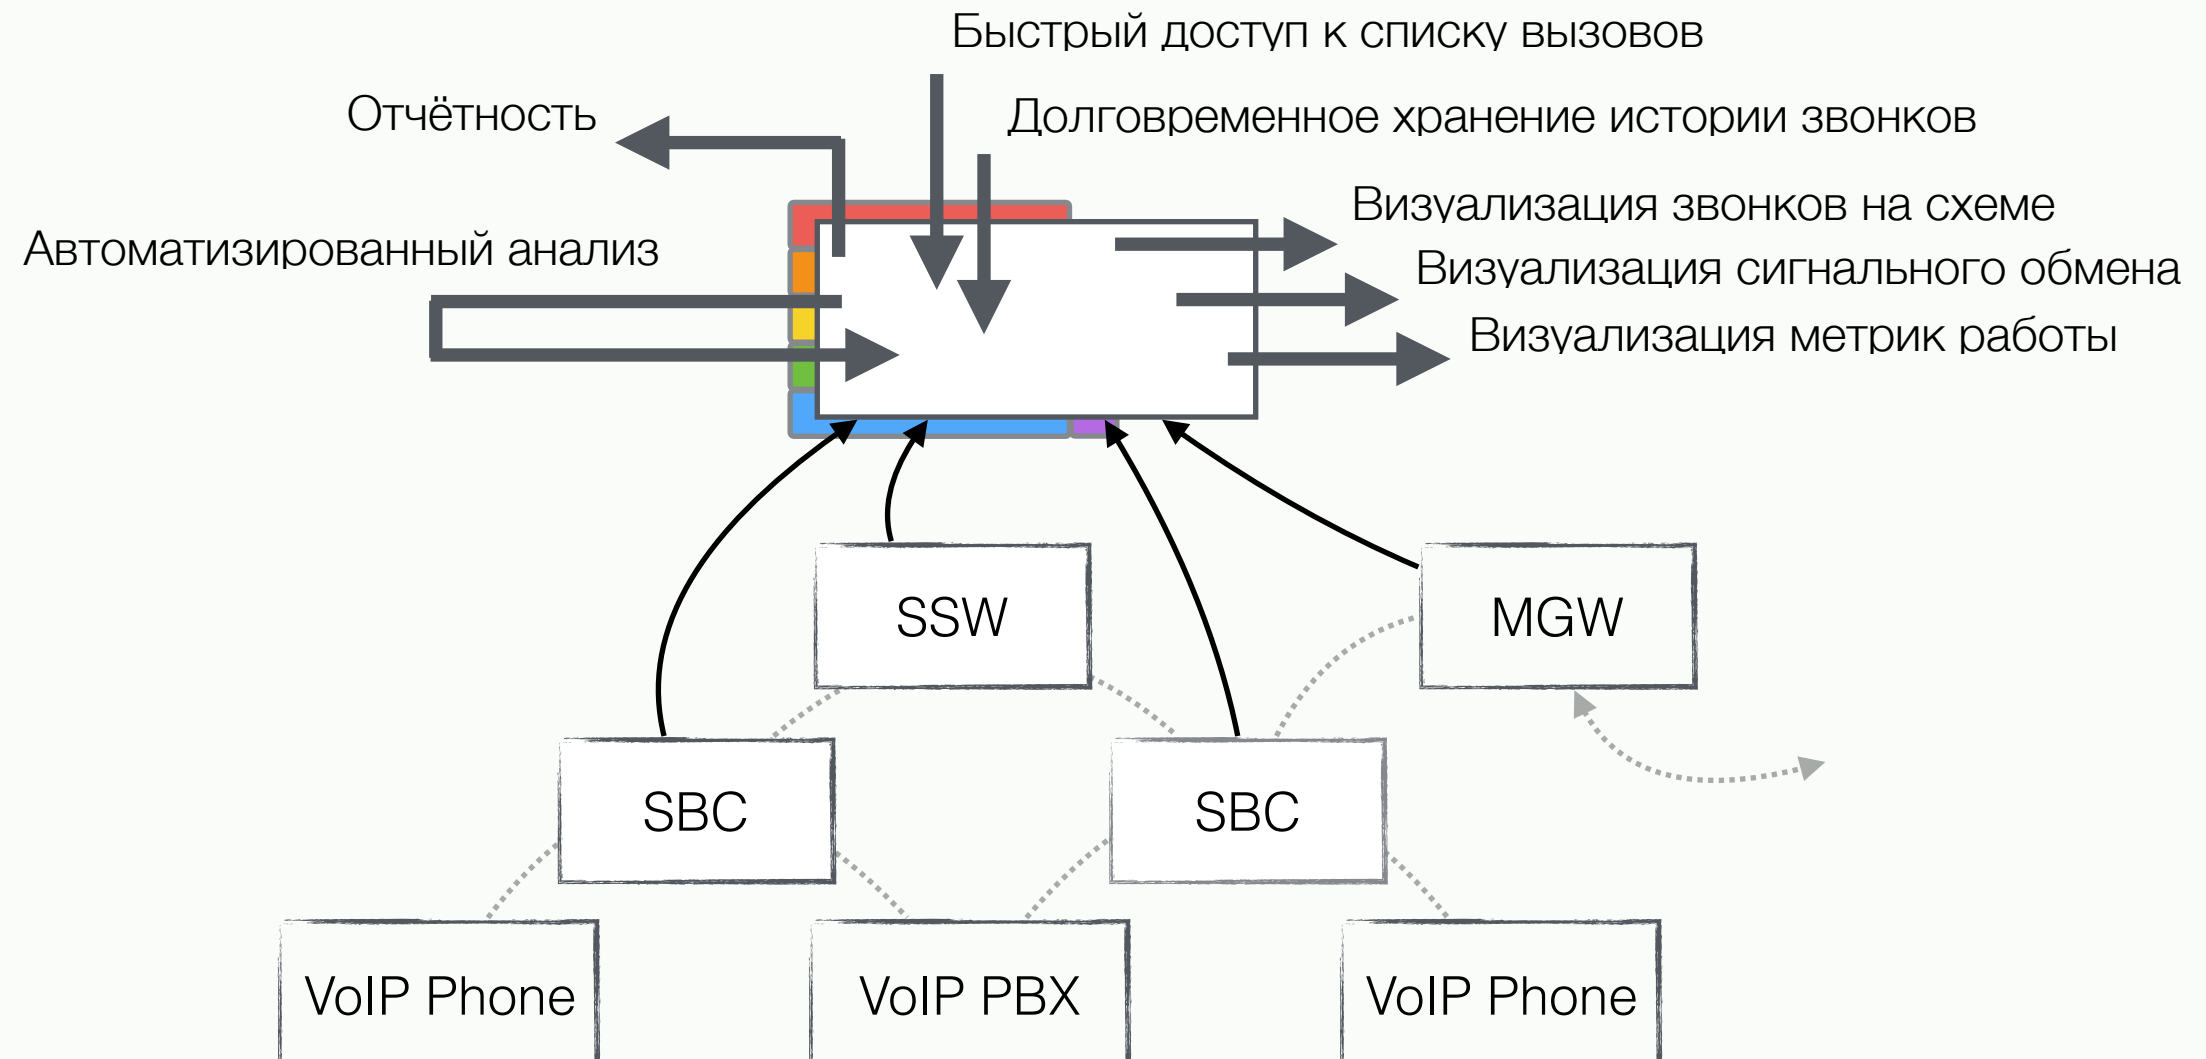 Быстрый доступ к списку вызовов
Отчётность
Долговременное хранение истории звонков
Визуализация звонков на схеме
Автоматизированный анализ
Визуализация сигнального обмена
Визуализация метрик работы
SSW
MGW
SBC
SBC
VoIP Phone
VoIP PBX
VoIP Phone